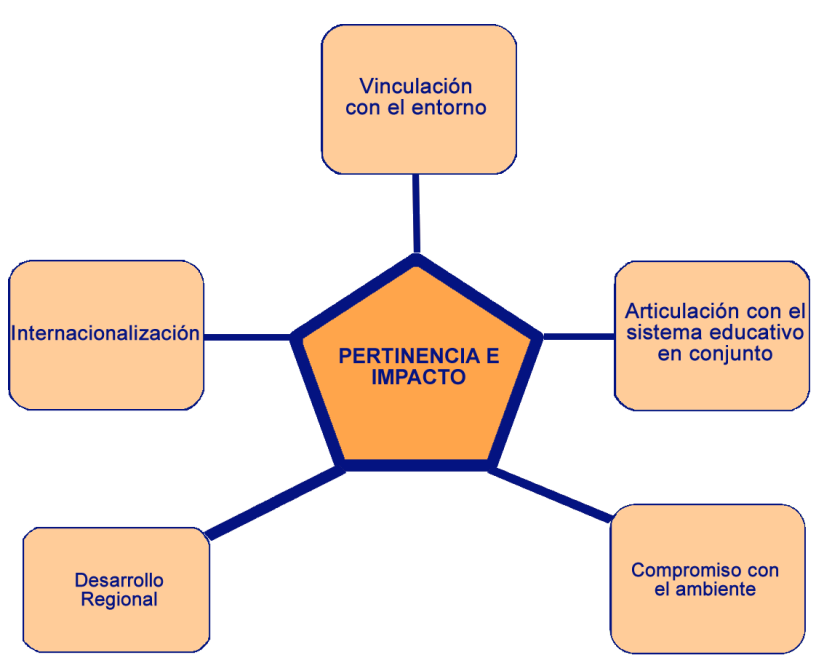 Vinculación
con el entorno
Internacionalización
Articulación con el
sistema educativo
en conjunto
PERTINENCIA E
IMPACTO
Desarrollo
Regional
Compromiso con
el ambiente